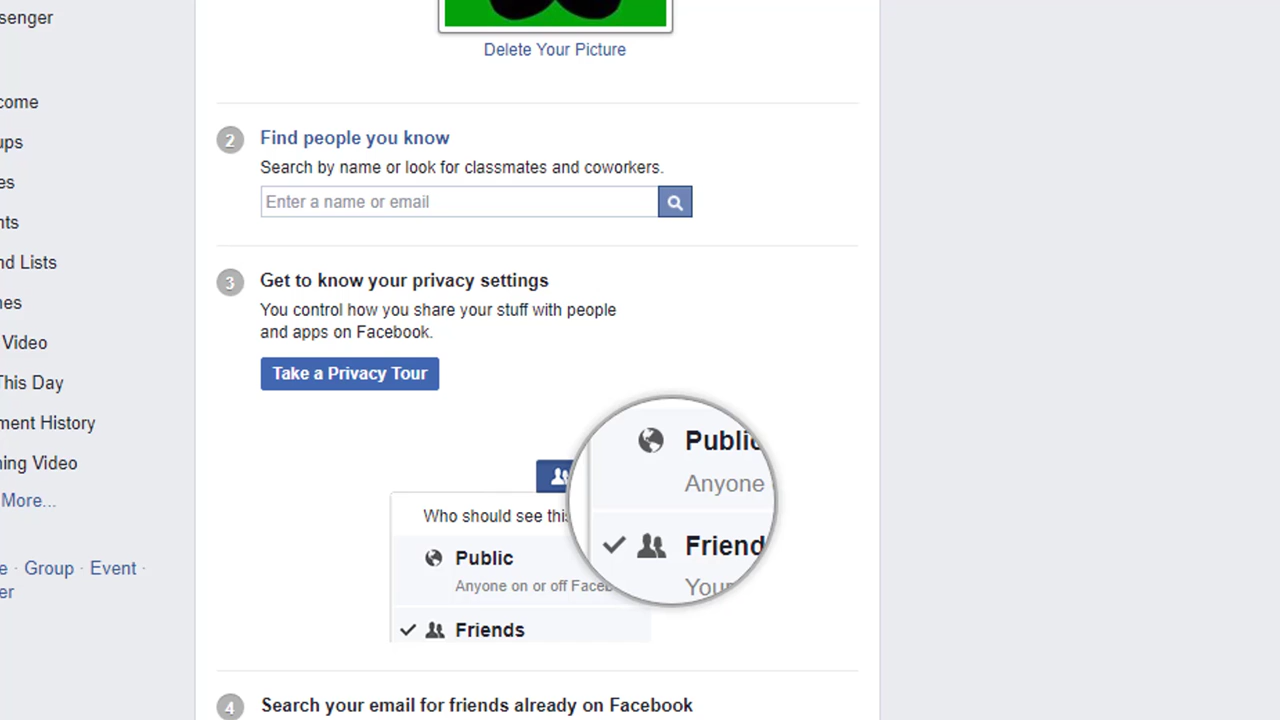 senger
come
ups
es
nts
nd Lists
nes
Video
This Day
ment History
ning Video
More...
e · Group · Event ·
er
Delete Your Picture
2
Find people you know
Search by name or look for classmates and coworkers.
Enter a name or email
3
Get to know your privacy settings
You control how you share your stuff with people
and apps on Facebook.
Take a Privacy Tour
Who should see this
Public
Anyone on or off Faceb
Friends
Public
Anyone
Friend
Your
4
Search your email for friends already on Facebook